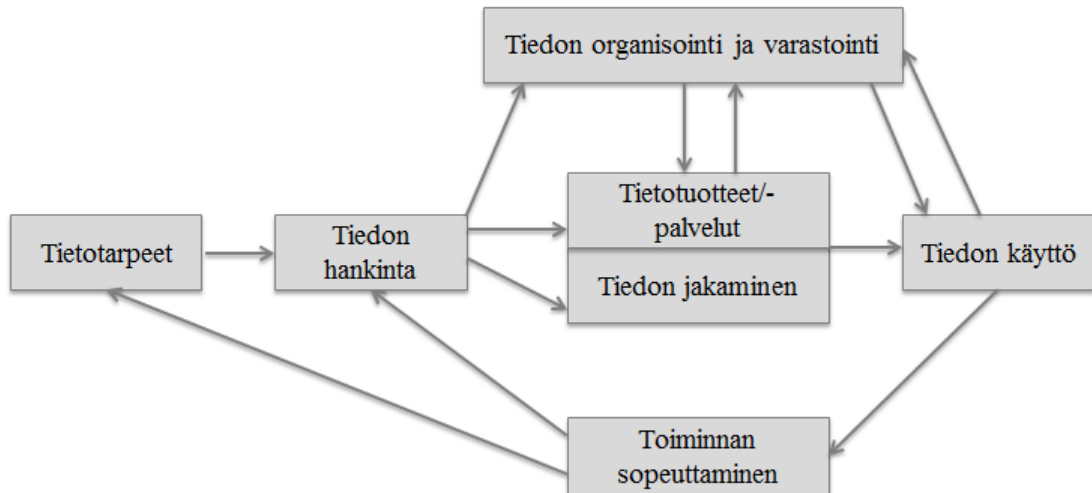 Tiedon organisointi ja varastointi
Tietotuotteet/-
palvelut
Tietotarpeet
Tiedon
hankinta
Tiedon jakaminen
Tiedon käyttö
Toiminnan
sopeuttaminen